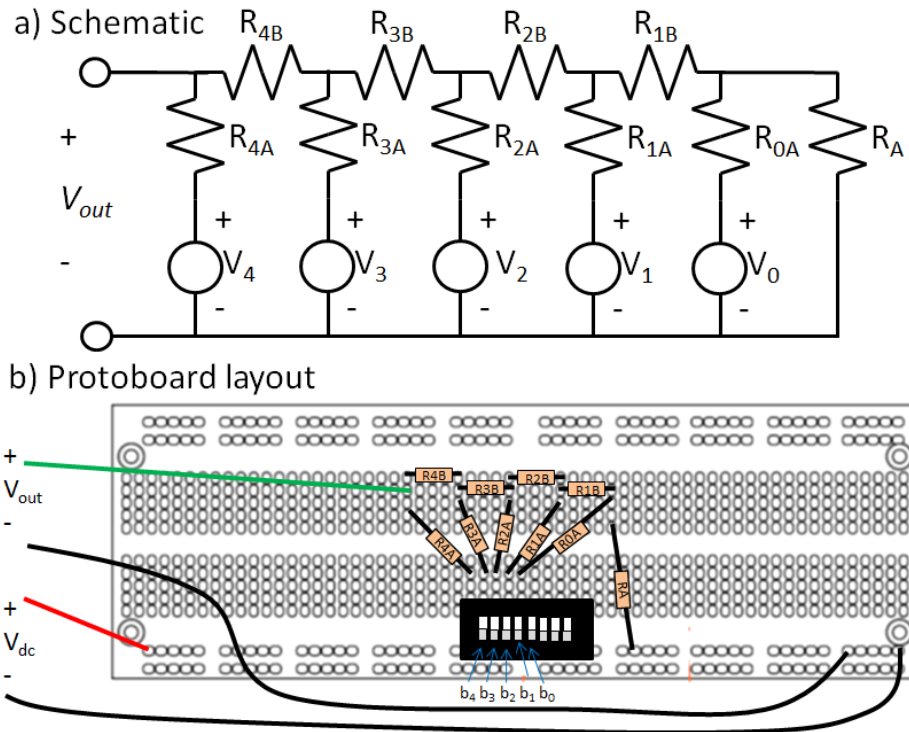 a) Schematic
R4B R3B R2B R1B
R4A R3A R2A R1A R0A RA
+
Vout
-
+ + + + +
V4 V3 V2 V1 V0
- - - - -
b) Protoboard layout
+
Vout
-
+
Vdc
-
R4B R3B R2B R1B
R4A R3A R2A R1A R0A RA
b4 b3 b2 b1 b0